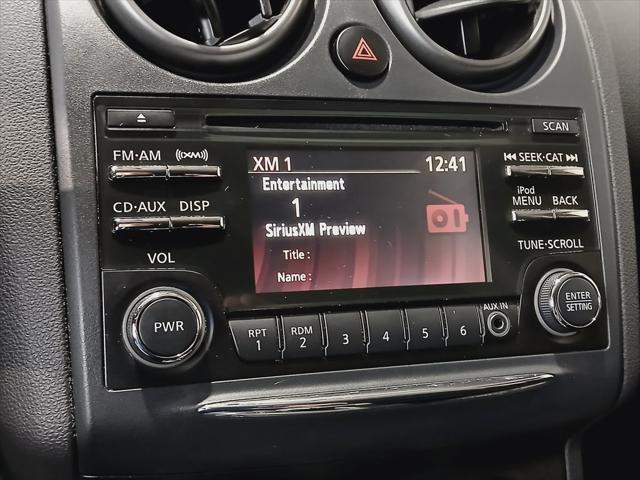 SCAN
FM·AM
((XM))
SEEK·CAT
CD·AUX
DISP
iPod
MENU
BACK
XM 1
12:41
Entertainment
1
SiriusXM Preview
Title :
Name :
VOL
TUNE·SCROLL
PWR
RPT
1
RDM
2
3
4
5
6
AUX IN
ENTER
SETTING